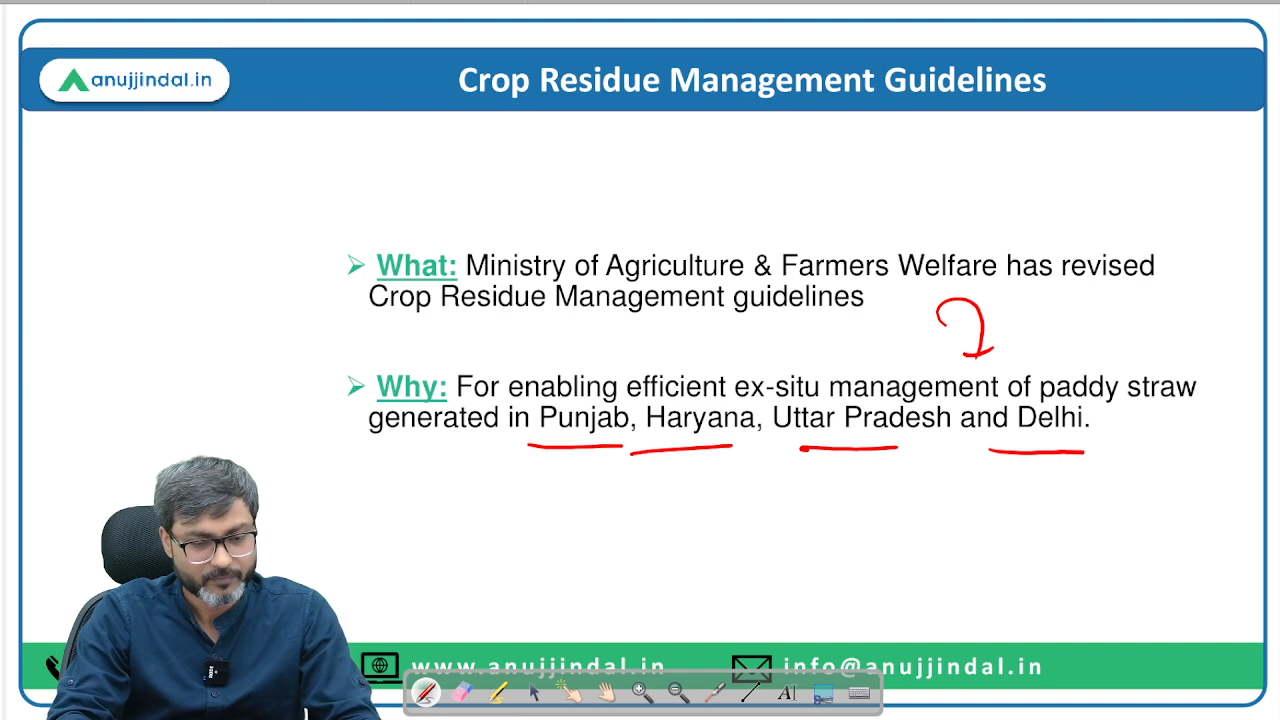 anujjindal.in
Crop Residue Management Guidelines
What: Ministry of Agriculture & Farmers Welfare has revised
Crop Residue Management guidelines
Why: For enabling efficient ex-situ management of paddy straw
generated in Punjab, Haryana, Uttar Pradesh and Delhi.
www.anujjindal.in info@anujjindal.in